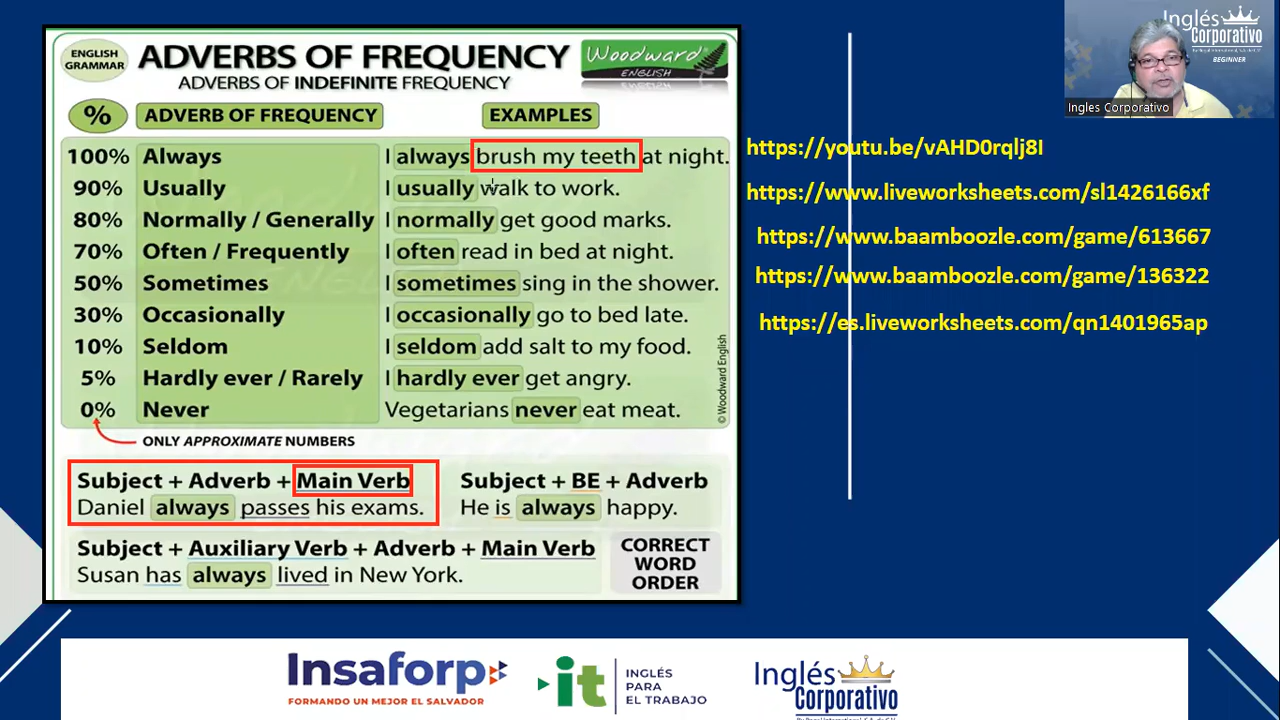 ENGLISH
GRAMMAR
ADVERBS OF FREQUENCY
ADVERBS OF INDEFINITE FREQUENCY
Woodward
ENGLISH
% ADVERB OF FREQUENCY EXAMPLES
100% Always I always brush my teeth at night.
90% Usually I usually walk to work.
80% Normally / Generally I normally get good marks.
70% Often / Frequently I often read in bed at night.
50% Sometimes I sometimes sing in the shower.
30% Occasionally I occasionally go to bed late.
10% Seldom I seldom add salt to my food.
5% Hardly ever / Rarely I hardly ever get angry.
0% Never Vegetarians never eat meat.
© Woodward English
ONLY APPROXIMATE NUMBERS
Subject + Adverb + Main Verb
Daniel always passes his exams.
Subject + BE + Adverb
He is always happy.
Subject + Auxiliary Verb + Adverb + Main Verb
Susan has always lived in New York.
CORRECT
WORD
ORDER
https://youtu.be/vAHD0rqlj8I
https://www.liveworksheets.com/sl1426166xf
https://www.baamboozle.com/game/613667
https://www.baamboozle.com/game/136322
https://es.liveworksheets.com/qn1401965ap
Inglés
Corporativo
BEGINNER
Ingles Corporativo
Insaforp
FORMANDO UN MEJOR EL SALVADOR
it
INGLÉS
PARA
EL TRABAJO
Inglés
Corporativo